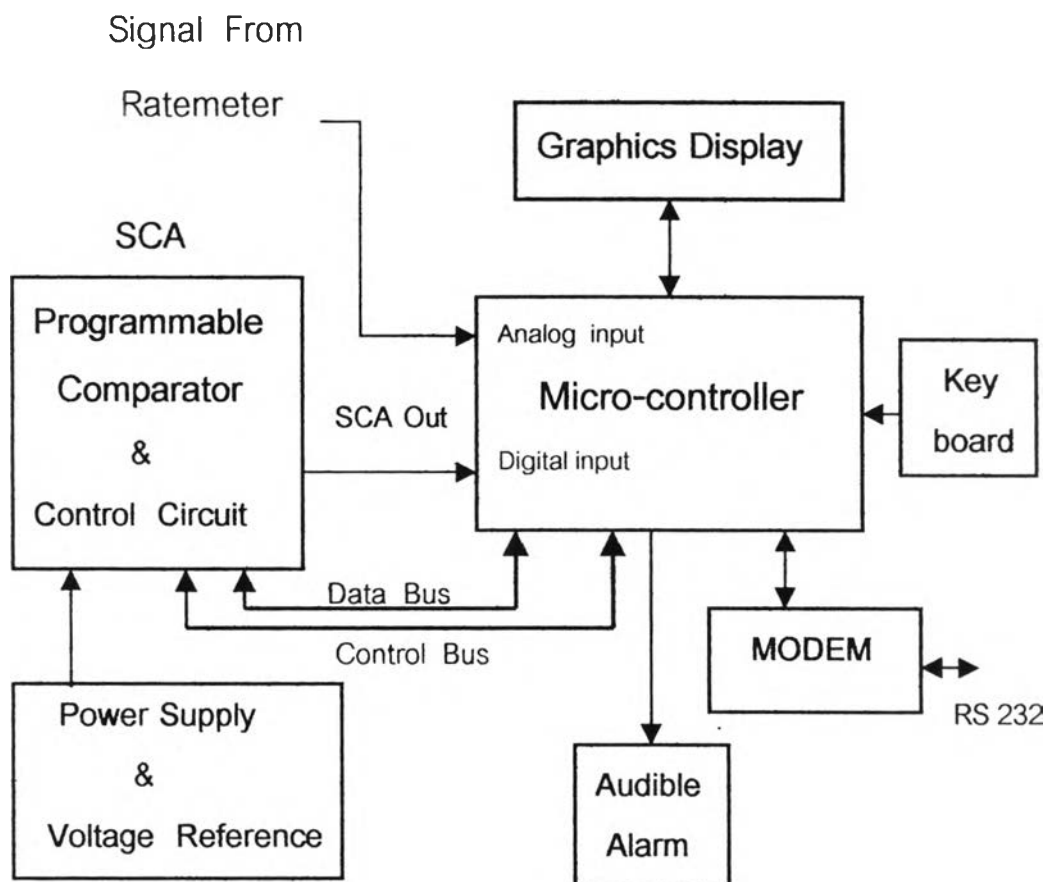 Signal From
Ratemeter
Graphics Display
SCA
Programmable
Comparator
&
Control Circuit
SCA Out
Analog input
Micro-controller
Digital input
Key
board
Data Bus
Control Bus
MODEM
RS 232
Power Supply
&
Voltage Reference
Audible
Alarm